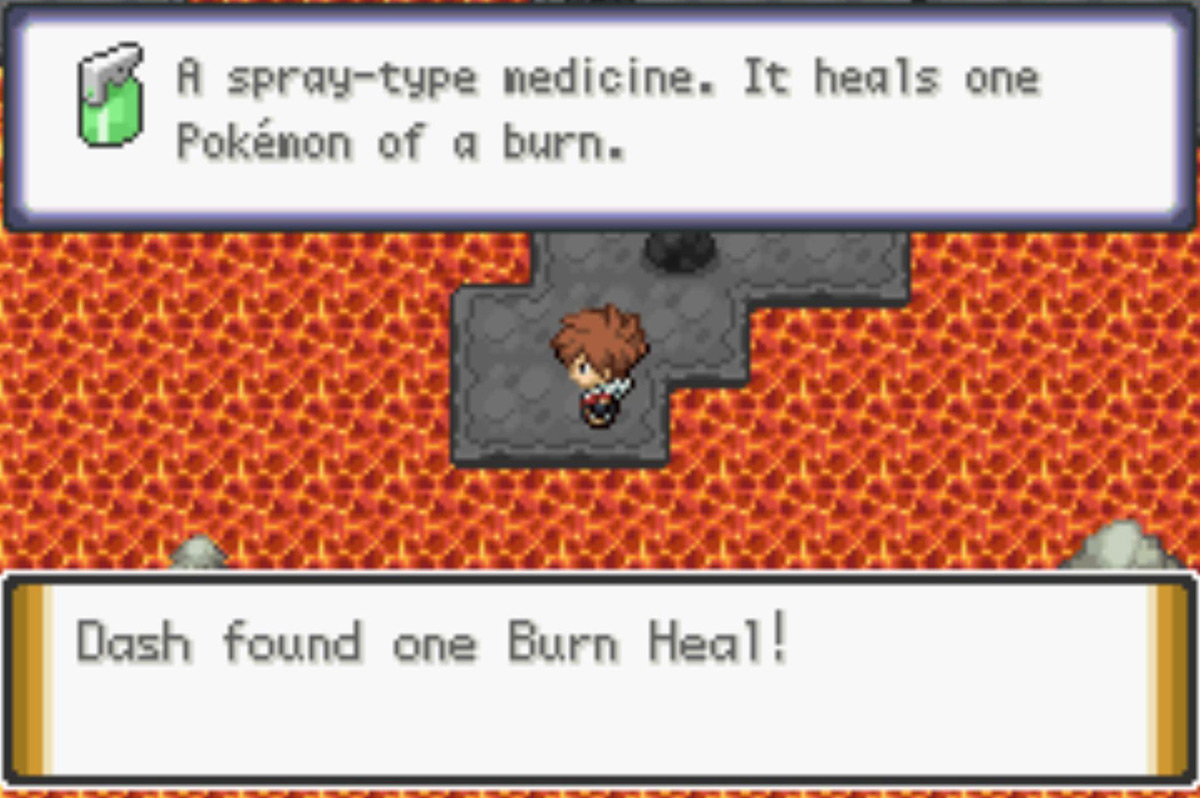 A spray-type medicine. It heals one
Pokémon of a burn.
Dash found one Burn Heal!